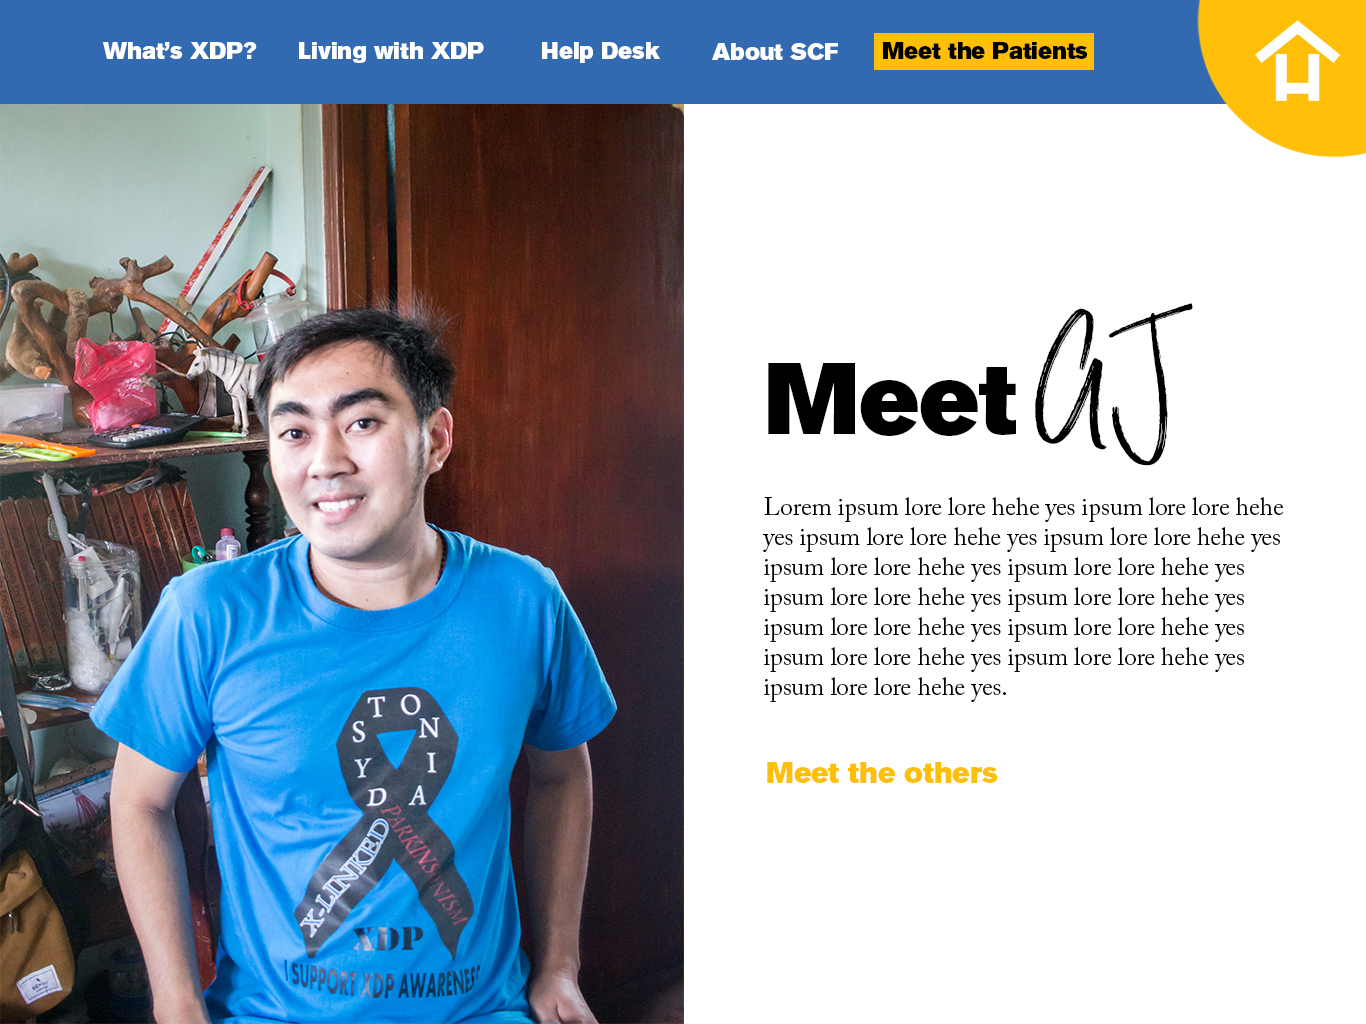 What's XDP? Living with XDP Help Desk About SCF Meet the Patients
Meet AJ
Lorem ipsum lore lore hehe yes ipsum lore lore hehe
yes ipsum lore lore hehe yes ipsum lore lore hehe yes
ipsum lore lore hehe yes ipsum lore lore hehe yes
ipsum lore lore hehe yes ipsum lore lore hehe yes
ipsum lore lore hehe yes ipsum lore lore hehe yes
ipsum lore lore hehe yes ipsum lore lore hehe yes
ipsum lore lore hehe yes.
Meet the others
DYSTONIA
PARKINSONISM
X-LINKED
XDP
I SUPPORT XDP AWARENESS